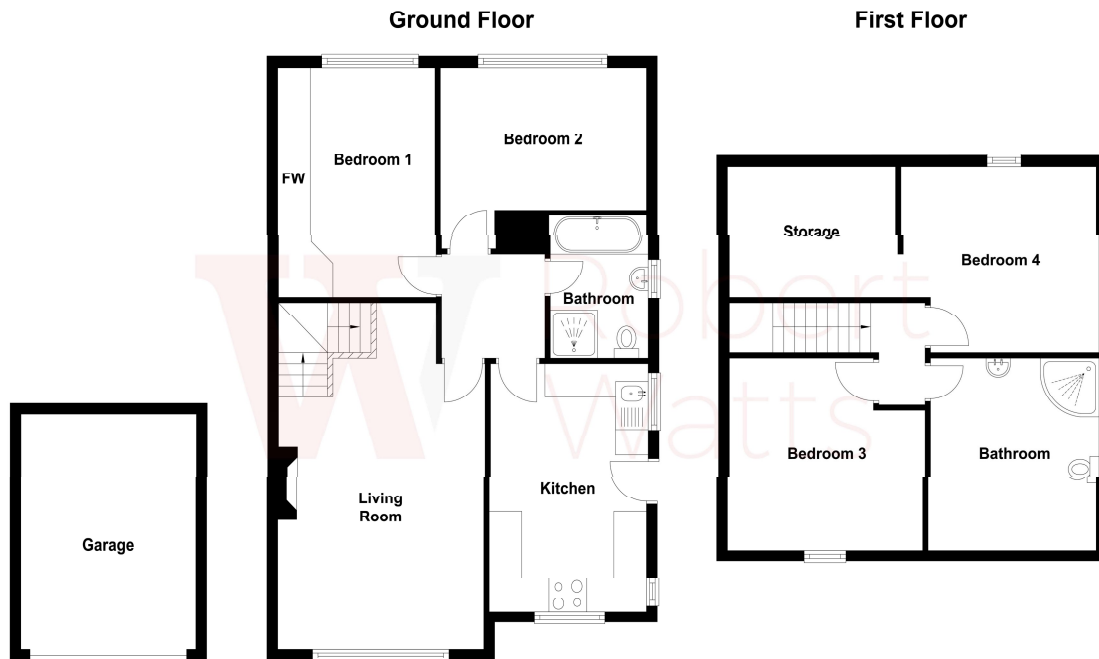 Ground Floor
First Floor
Bedroom 1
Bedroom 2
FW
Bathroom
Living
Room
Kitchen
Garage
Storage
Bedroom 4
Bedroom 3
Bathroom
Robert
Watts